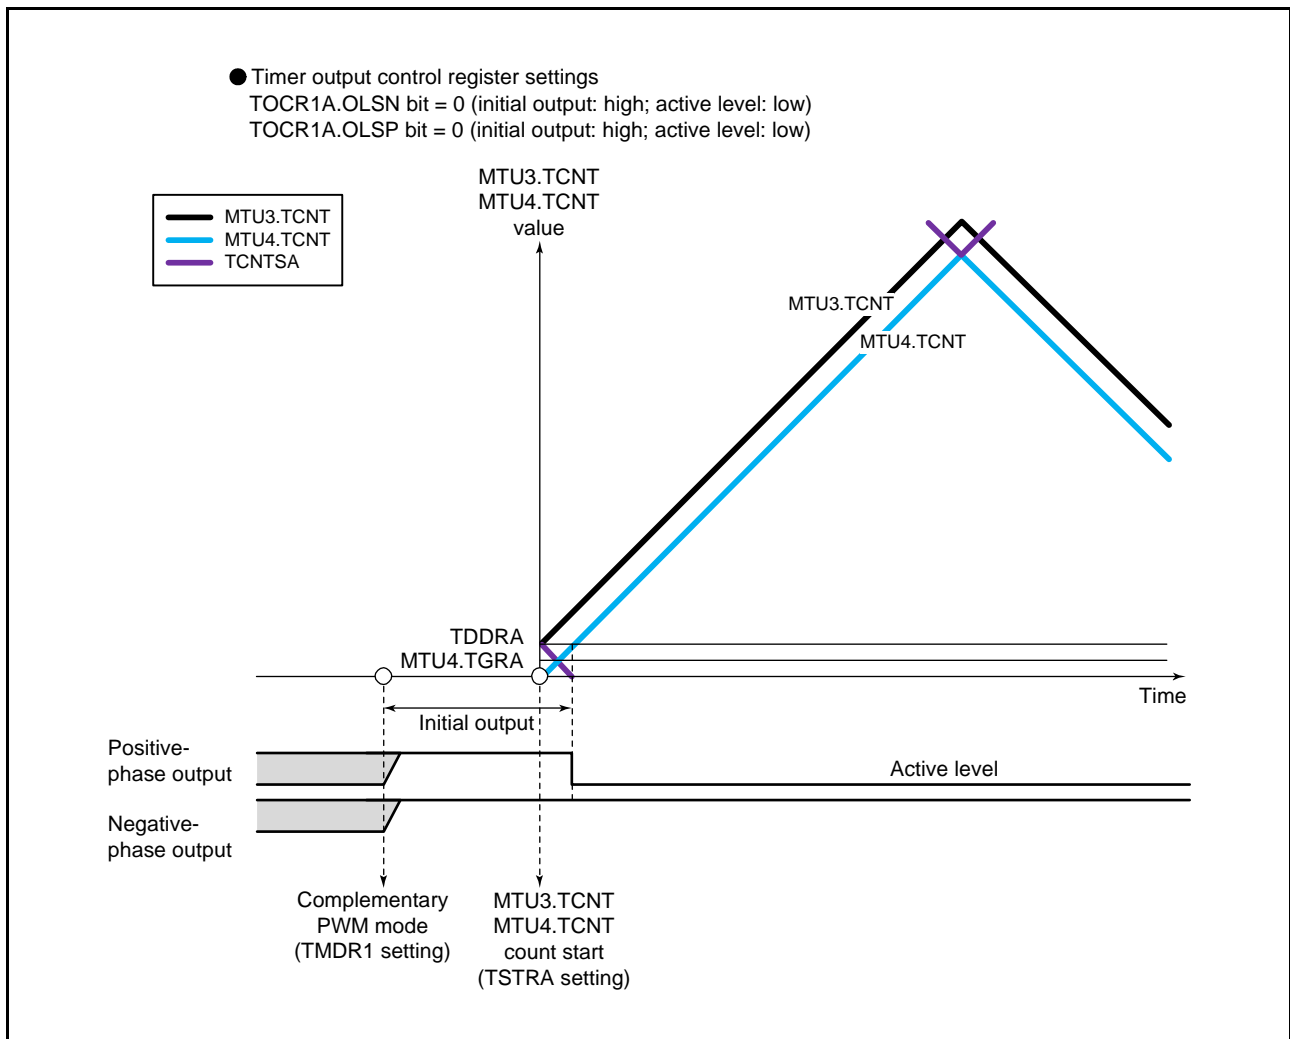 ● Timer output control register settings
TOCR1A.OLSN bit = 0 (initial output: high; active level: low)
TOCR1A.OLSP bit = 0 (initial output: high; active level: low)
MTU3.TCNT
MTU4.TCNT
value
MTU3.TCNT
MTU4.TCNT
TCNTSA
MTU3.TCNT
MTU4.TCNT
TDDRA
MTU4.TGRA
Time
Initial output
Positive-
phase output
Active level
Negative-
phase output
Complementary
PWM mode
(TMDR1 setting)
MTU3.TCNT
MTU4.TCNT
count start
(TSTRA setting)